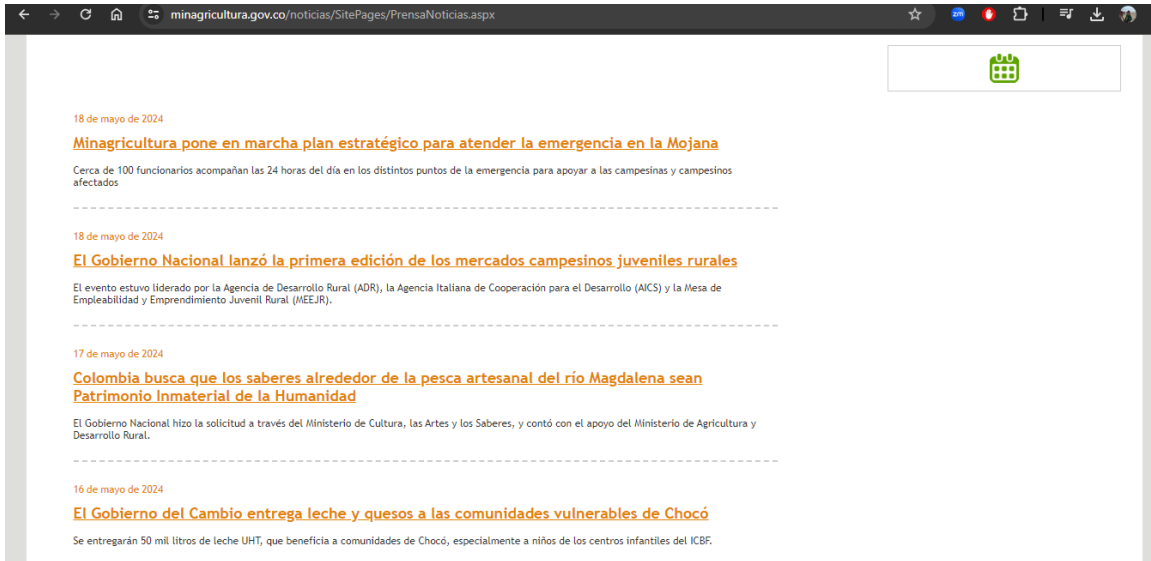 minagricultura.gov.co/noticias/SitePages/PrensaNoticias.aspx
zm
18 de mayo de 2024
Minagricultura pone en marcha plan estratégico para atender la emergencia en la Mojana
Cerca de 100 funcionarios acompañan las 24 horas del día en los distintos puntos de la emergencia para apoyar a las campesinas y campesinos
afectados
18 de mayo de 2024
El Gobierno Nacional lanzó la primera edición de los mercados campesinos juveniles rurales
El evento estuvo liderado por la Agencia de Desarrollo Rural (ADR), la Agencia Italiana de Cooperación para el Desarrollo (AICS) y la Mesa de
Empleabilidad y Emprendimiento Juvenil Rural (MEEJR).
17 de mayo de 2024
Colombia busca que los saberes alrededor de la pesca artesanal del río Magdalena sean
Patrimonio Inmaterial de la Humanidad
El Gobierno Nacional hizo la solicitud a través del Ministerio de Cultura, las Artes y los Saberes, y contó con el apoyo del Ministerio de Agricultura y
Desarrollo Rural.
16 de mayo de 2024
El Gobierno del Cambio entrega leche y quesos a las comunidades vulnerables de Chocó
Se entregarán 50 mil litros de leche UHT, que beneficia a comunidades de Chocó, especialmente a niños de los centros infantiles del ICBF.